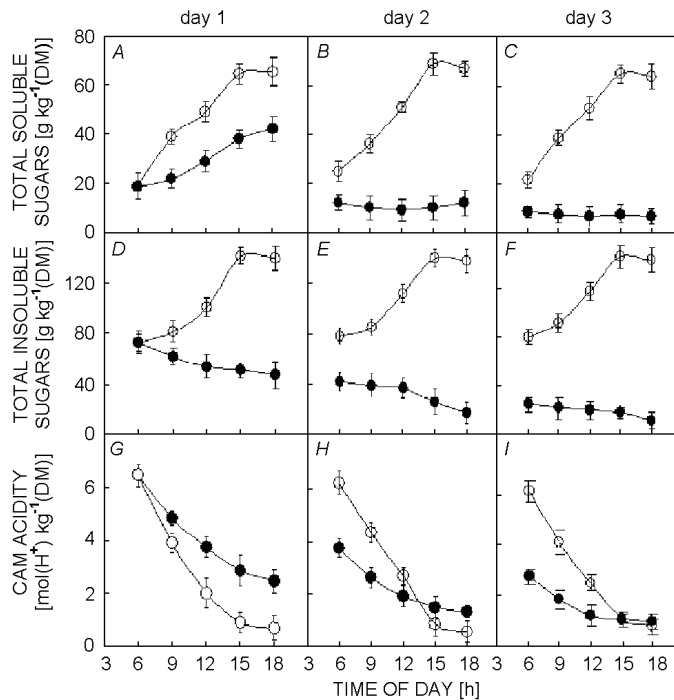 day 1 day 2 day 3
TOTAL SOLUBLE
SUGARS [g kg⁻¹(DM)]
80
60
40
20
0
A B C
TOTAL INSOLUBLE
SUGARS [g kg⁻¹(DM)]
120
80
40
0
D E F
CAM ACIDITY
[mol(H⁺) kg⁻¹(DM)]
6
4
2
0
G H I
3 6 9 12 15 18 3 6 9 12 15 18 3 6 9 12 15 18
TIME OF DAY [h]